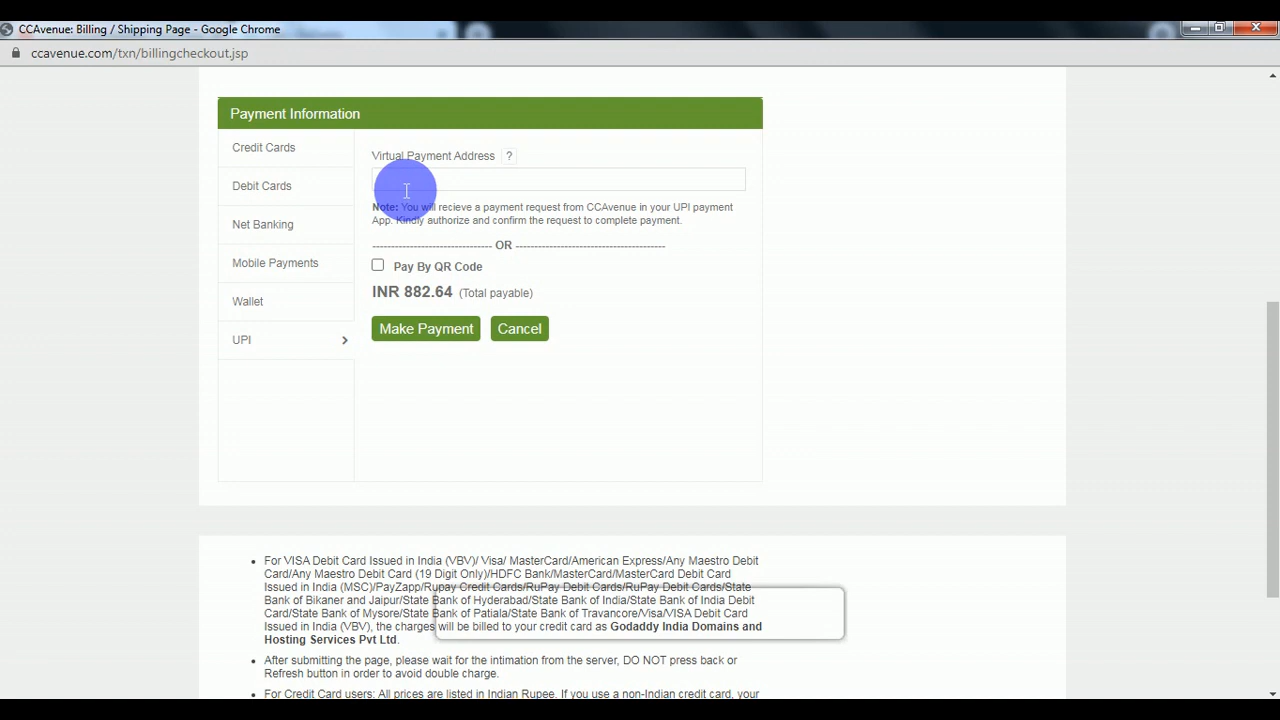 CCAvenue: Billing / Shipping Page - Google Chrome
ccavenue.com/txn/billingcheckout.jsp
Payment Information
Credit Cards
Debit Cards
Net Banking
Mobile Payments
Wallet
UPI
Virtual Payment Address ?
Note: You will recieve a payment request from CCAvenue in your UPI payment
App. Kindly authorize and confirm the request to complete payment.
------------------------------- OR ---------------------------------------
Pay By QR Code
INR 882.64 (Total payable)
Make Payment Cancel
For VISA Debit Card Issued in India (VBV)/ Visa/ MasterCard/American Express/Any Maestro Debit
Card/Any Maestro Debit Card (19 Digit Only)/HDFC Bank/MasterCard/MasterCard Debit Card
Issued in India (MSC)/PayZapp/Rupay Credit Cards/RuPay Debit Cards/RuPay Debit Cards/State
Bank of Bikaner and Jaipur/State Bank of Hyderabad/State Bank of India/State Bank of India Debit
Card/State Bank of Mysore/State Bank of Patiala/State Bank of Travancore/Visa/VISA Debit Card
Issued in India (VBV), the charges will be billed to your credit card as Godaddy India Domains and
Hosting Services Pvt Ltd.
After submitting the page, please wait for the intimation from the server, DO NOT press back or
Refresh button in order to avoid double charge.
For Credit Card users: All prices are listed in Indian Rupee. If you use a non-Indian credit card, your